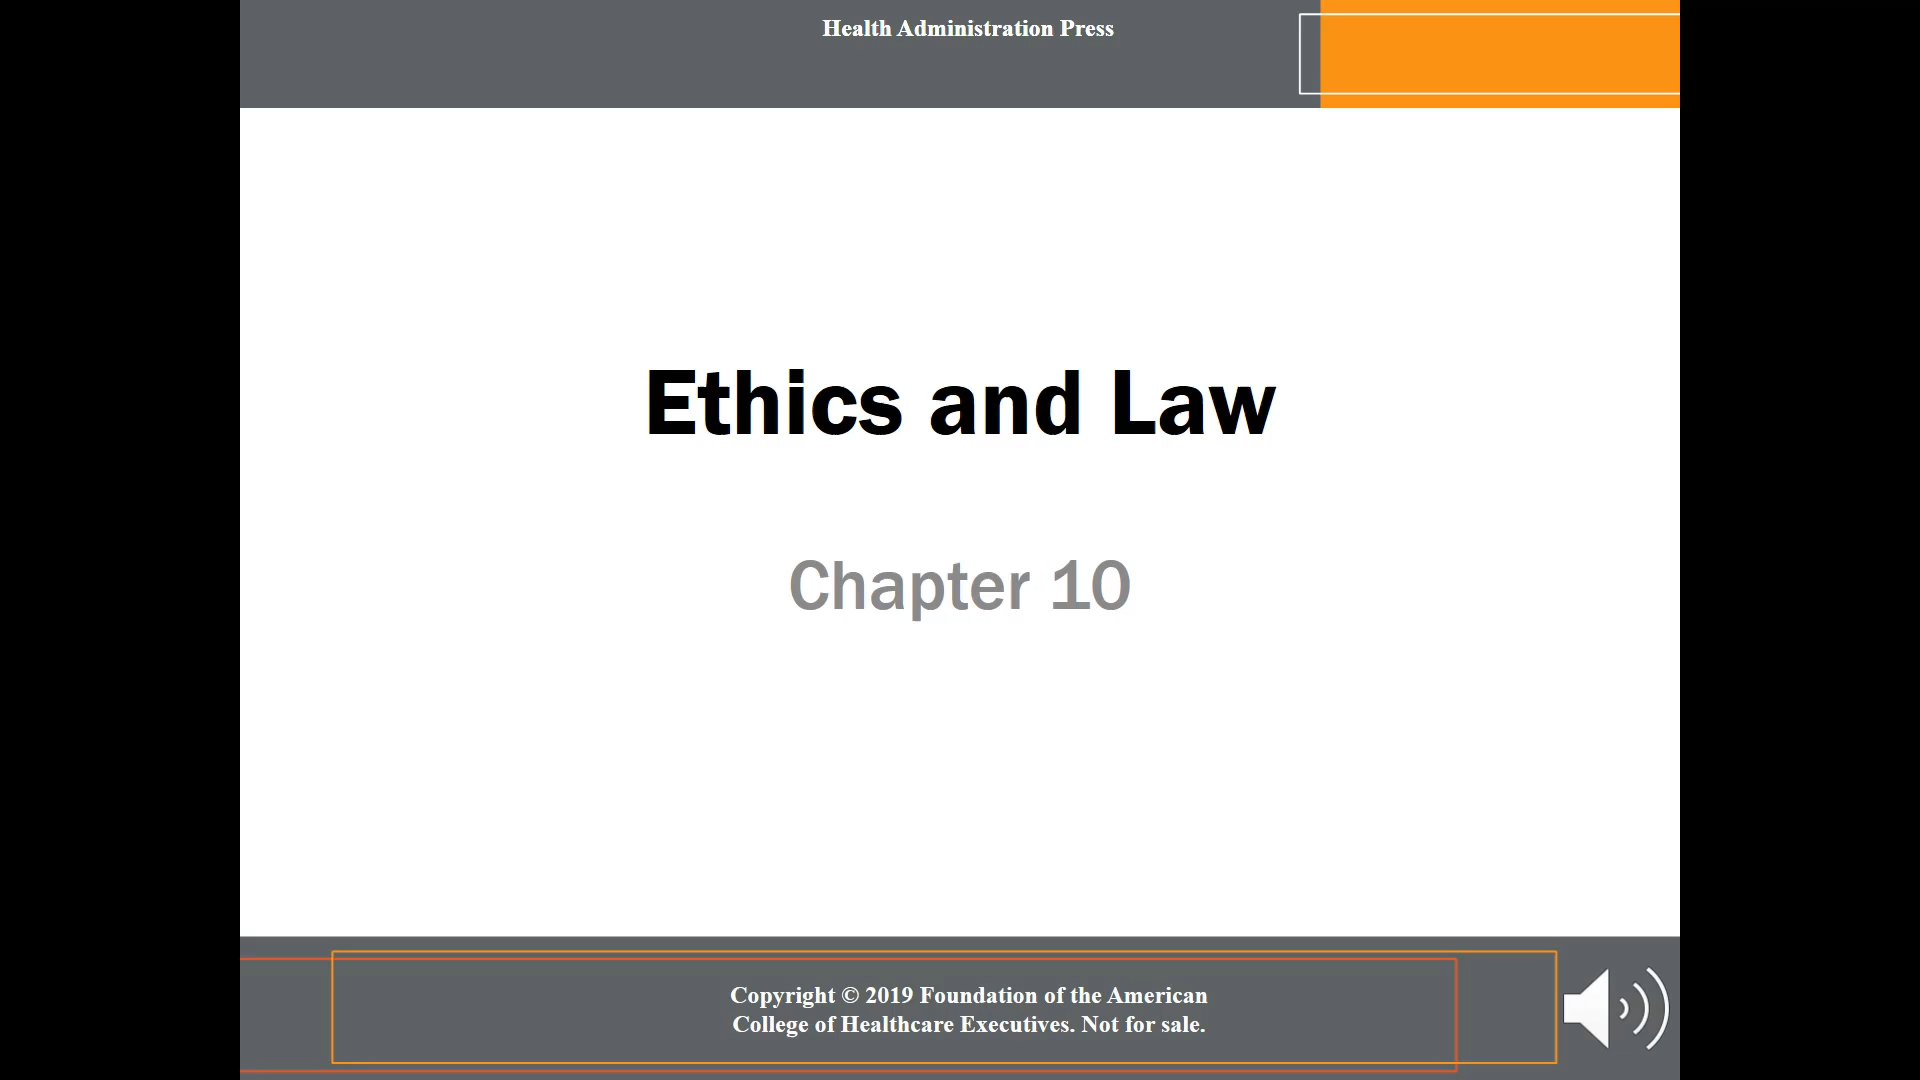 Health Administration Press
Ethics and Law
Chapter 10
Copyright © 2019 Foundation of the American
College of Healthcare Executives. Not for sale.